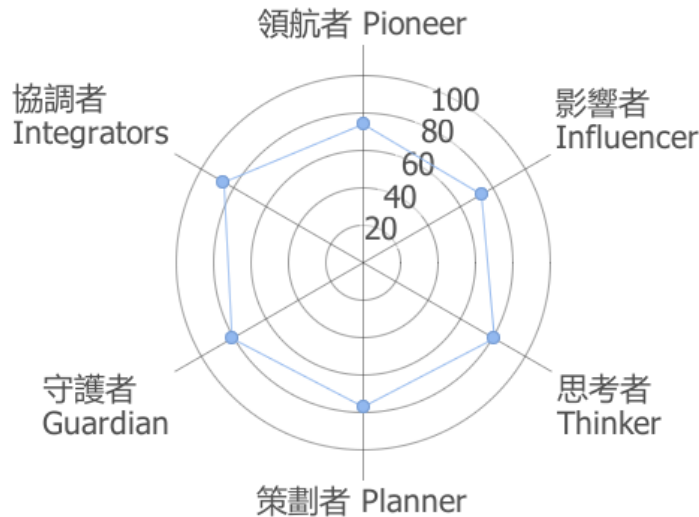 領航者 Pioneer
協調者
Integrators
影響者
Influencer
100
80
60
40
20
守護者
Guardian
思考者
Thinker
策劃者 Planner